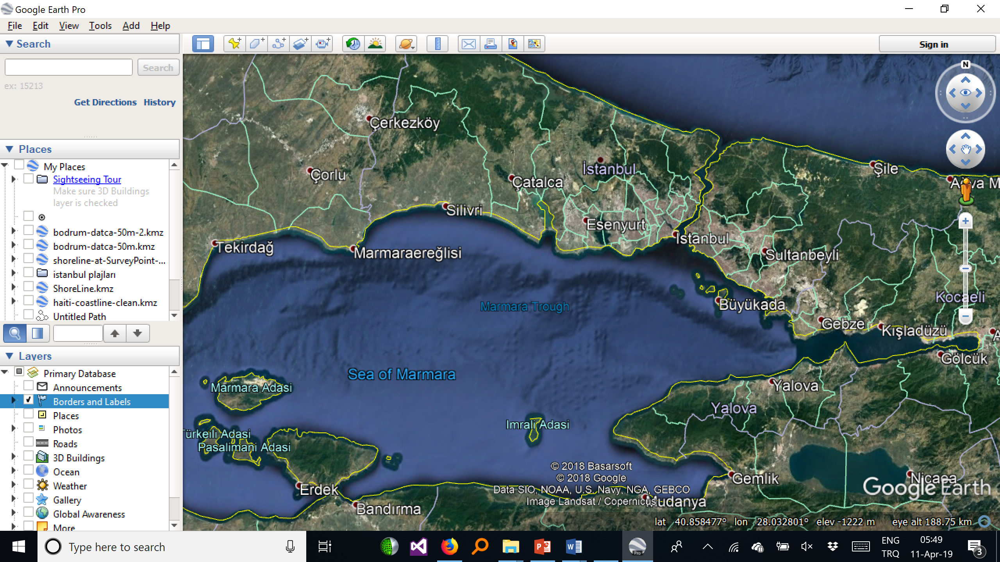 Google Earth Pro
File Edit View Tools Add Help
Search
Search
ex: 15213
Get Directions History
Places
My Places
Sightseeing Tour
Make sure 3D Buildings
layer is checked
bodrum-datca-50m-2.kmz
bodrum-datca-50m.kmz
shoreline-at-SurveyPoint-...
istanbul plajları
ShoreLine.kmz
haiti-coastline-clean.kmz
Untitled Path
Layers
Primary Database
Announcements
Borders and Labels
Places
Photos
Roads
3D Buildings
Ocean
Weather
Gallery
Global Awareness
More
Sign in
N
Çerkezköy
Çorlu
Çatalca
İstanbul
Şile
Silivri
Esenyurt
Istanbul
Tekirdağ
Marmaraereğlisi
Sultanbeyli
Marmara Trough
Büyükada
Kocaeli
Gebze
Kışladüzü
Gölcük
Sea of Marmara
Marmara Adasi
Yalova
Yalova
Imrali Adasi
Türkeili Adasi
Pasalimani Adasi
Erdek
Bandırma
Gemlik
Nicaea
Mudanya
© 2018 Basarsoft
© 2018 Google
Data SIO, NOAA, U.S. Navy, NGA, GEBCO
Image Landsat / Copernicus
Google Earth
lat 40.858477° lon 28.032801° elev -1222 m eye alt 188.75 km
Type here to search
Pro
ENG
TRQ
05:49
11-Apr-19
3